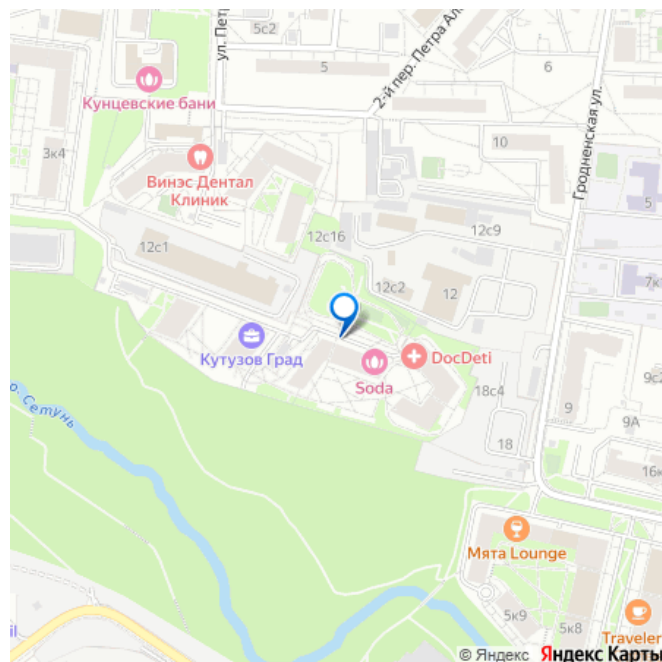 5с2
ул. Пет
5
2-й пер. Петра Ал
6
Кунцевские бани
Гродненская ул.
3к4
10
Винэс Дентал
Клиник
5
12с16
12с9
12с1
12с2
12
7к
Кутузов Град
DocDeti
Soda
18с4
9с2
р. Сетунь
9
9А
18
16к
Мята Lounge
5к9
5к8
Traveler
© Яндекс Яндекс Карты